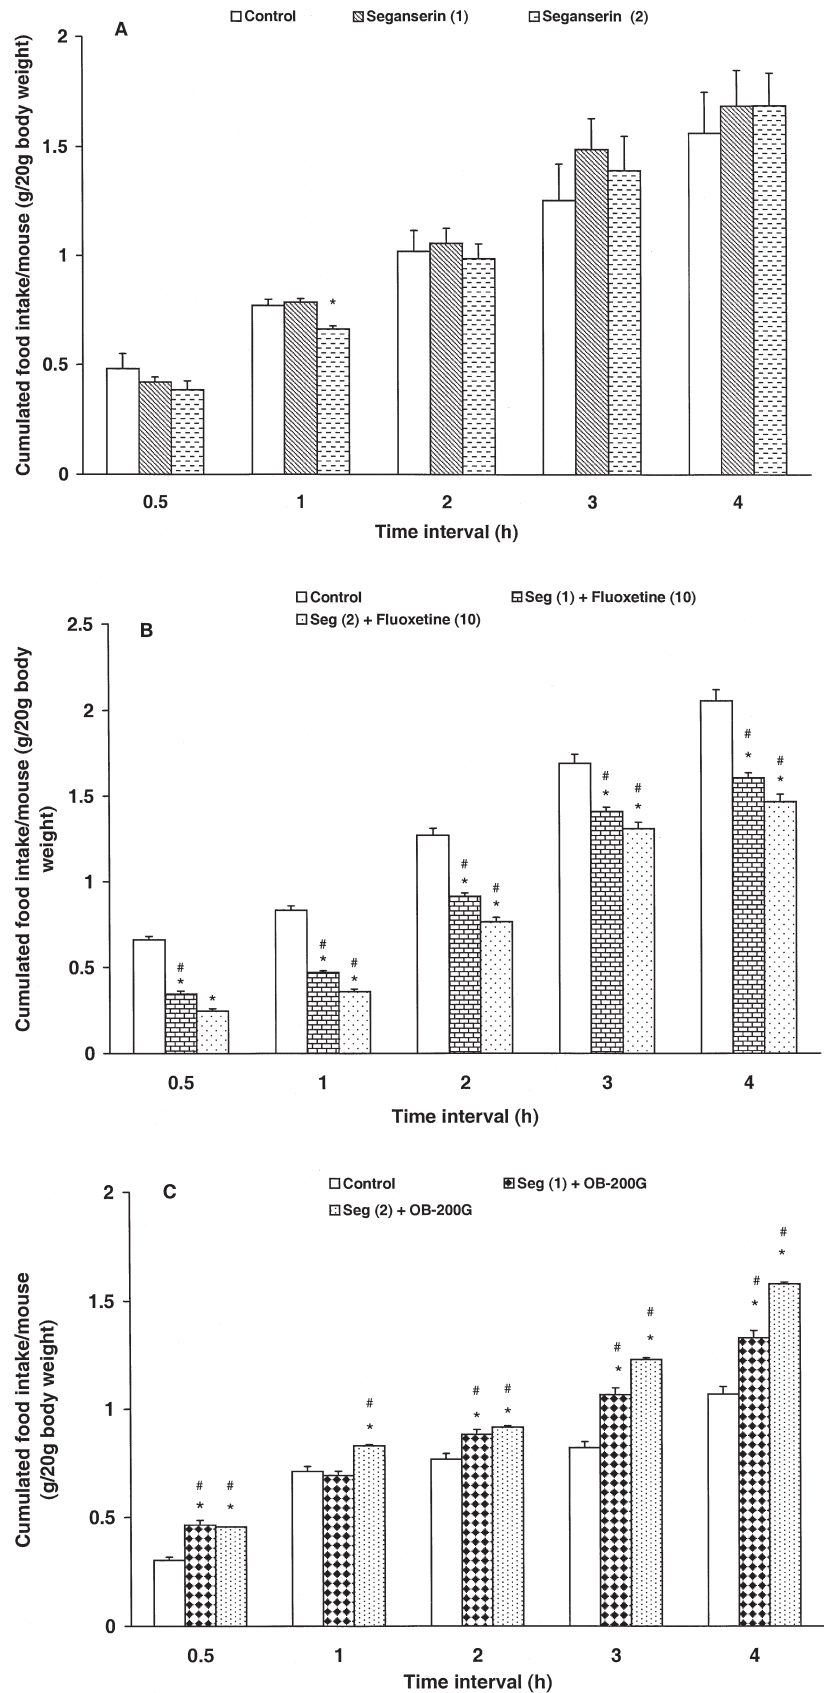 A
Control Seganserin (1) Seganserin (2)
Cumulated food intake/mouse (g/20g body weight)
2
1.5
1
0.5
0
*
0.5 1 2 3 4
Time interval (h)
B
Control Seg (1) + Fluoxetine (10)
Seg (2) + Fluoxetine (10)
Cumulated food intake/mouse (g/20g body
weight)
2.5
2
1.5
1
0.5
0
# # # # # # # # #
* * * * * * * * * *
0.5 1 2 3 4
Time interval (h)
C
Control Seg (1) + OB-200G
Seg (2) + OB-200G
Cumulated food intake/mouse
(g/20g body weight)
2
1.5
1
0.5
0
# # # # # # # # #
* * * * * * * * *
0.5 1 2 3 4
Time interval (h)